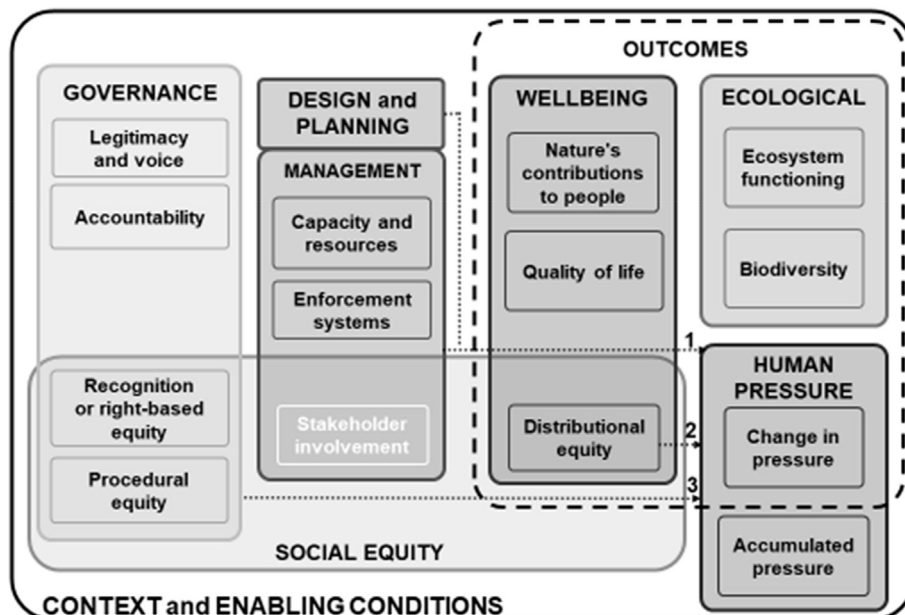 OUTCOMES
GOVERNANCE
Legitimacy
and voice
Accountability
Recognition
or right-based
equity
Procedural
equity
DESIGN and
PLANNING
MANAGEMENT
Capacity and
resources
Enforcement
systems
Stakeholder
involvement
WELLBEING
Nature's
contributions
to people
Quality of life
Distributional
equity
ECOLOGICAL
Ecosystem
functioning
Biodiversity
1
2
3
HUMAN
PRESSURE
Change in
pressure
Accumulated
pressure
SOCIAL EQUITY
CONTEXT and ENABLING CONDITIONS